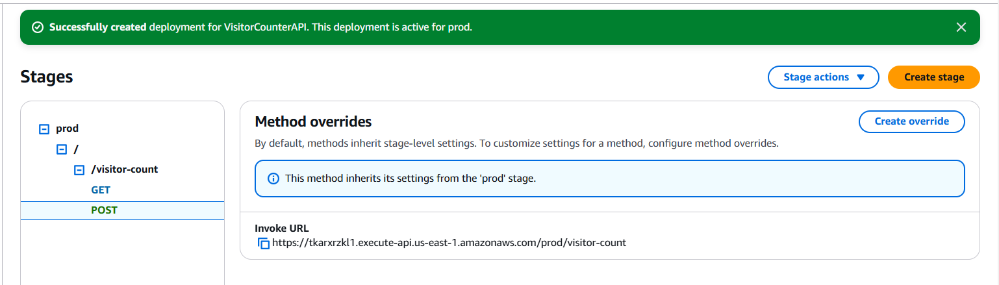 Successfully created deployment for VisitorCounterAPI. This deployment is active for prod.
Stages
Stage actions
Create stage
prod
/
/visitor-count
GET
POST
Method overrides
Create override
By default, methods inherit stage-level settings. To customize settings for a method, configure method overrides.
This method inherits its settings from the 'prod' stage.
Invoke URL
https://tkarxrzkl1.execute-api.us-east-1.amazonaws.com/prod/visitor-count